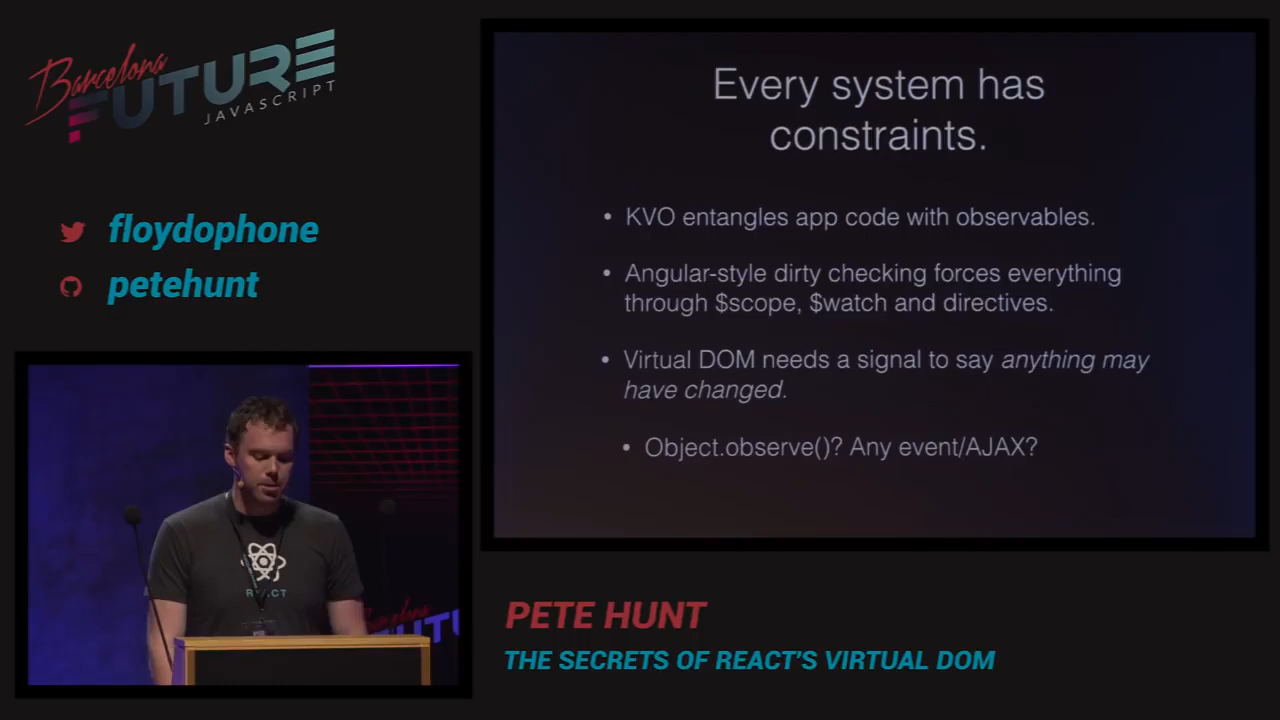 Barcelona
FUTURE
JAVASCRIPT
floydophone
petehunt
Every system has
constraints.
• KVO entangles app code with observables.
• Angular-style dirty checking forces everything
through $scope, $watch and directives.
• Virtual DOM needs a signal to say anything may
have changed.
• Object.observe()? Any event/AJAX?
REACT
PETE HUNT
THE SECRETS OF REACT'S VIRTUAL DOM